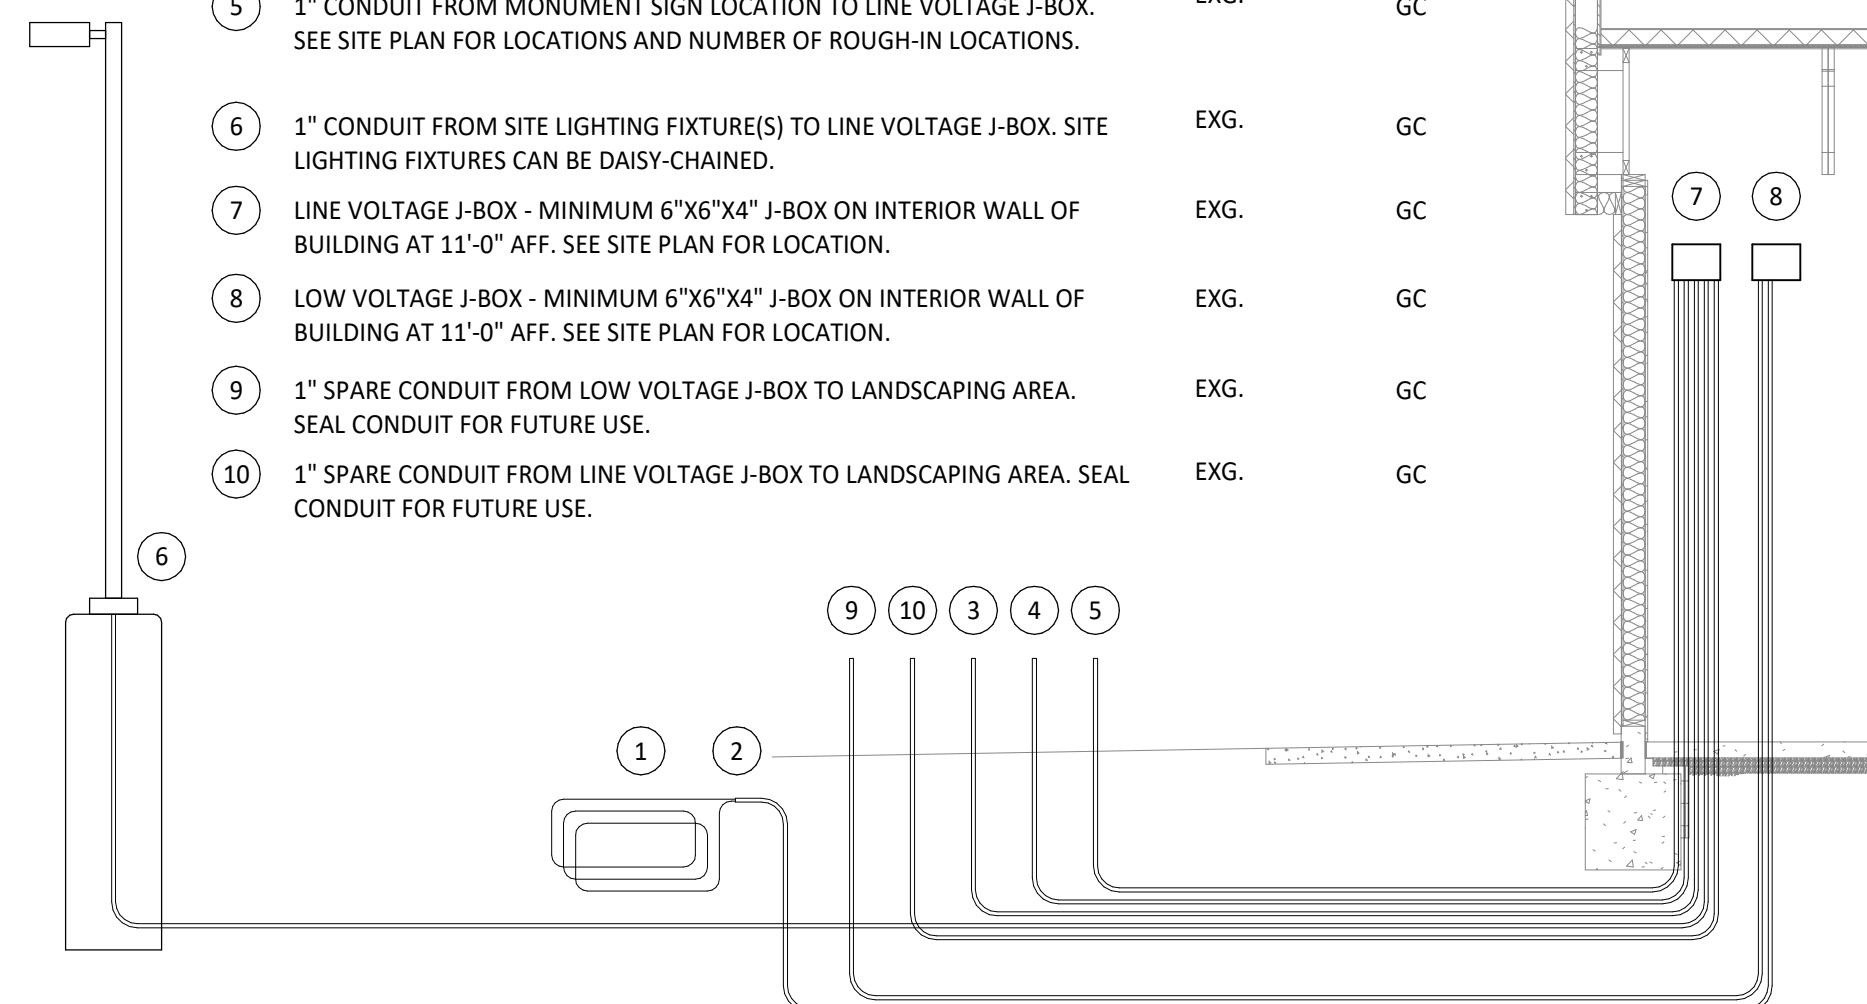 5 1" CONDUIT FROM MONUMENT SIGN LOCATION TO LINE VOLTAGE J-BOX. EXG. GC
SEE SITE PLAN FOR LOCATIONS AND NUMBER OF ROUGH-IN LOCATIONS.
6 1" CONDUIT FROM SITE LIGHTING FIXTURE(S) TO LINE VOLTAGE J-BOX. SITE EXG. GC
LIGHTING FIXTURES CAN BE DAISY-CHAINED.
7 LINE VOLTAGE J-BOX - MINIMUM 6"X6"X4" J-BOX ON INTERIOR WALL OF EXG. GC
BUILDING AT 11'-0" AFF. SEE SITE PLAN FOR LOCATION.
7 8
8 LOW VOLTAGE J-BOX - MINIMUM 6"X6"X4" J-BOX ON INTERIOR WALL OF EXG. GC
BUILDING AT 11'-0" AFF. SEE SITE PLAN FOR LOCATION.
9 1" SPARE CONDUIT FROM LOW VOLTAGE J-BOX TO LANDSCAPING AREA. EXG. GC
SEAL CONDUIT FOR FUTURE USE.
10 1" SPARE CONDUIT FROM LINE VOLTAGE J-BOX TO LANDSCAPING AREA. SEAL EXG. GC
CONDUIT FOR FUTURE USE.
6
9 10 3 4 5
1 2